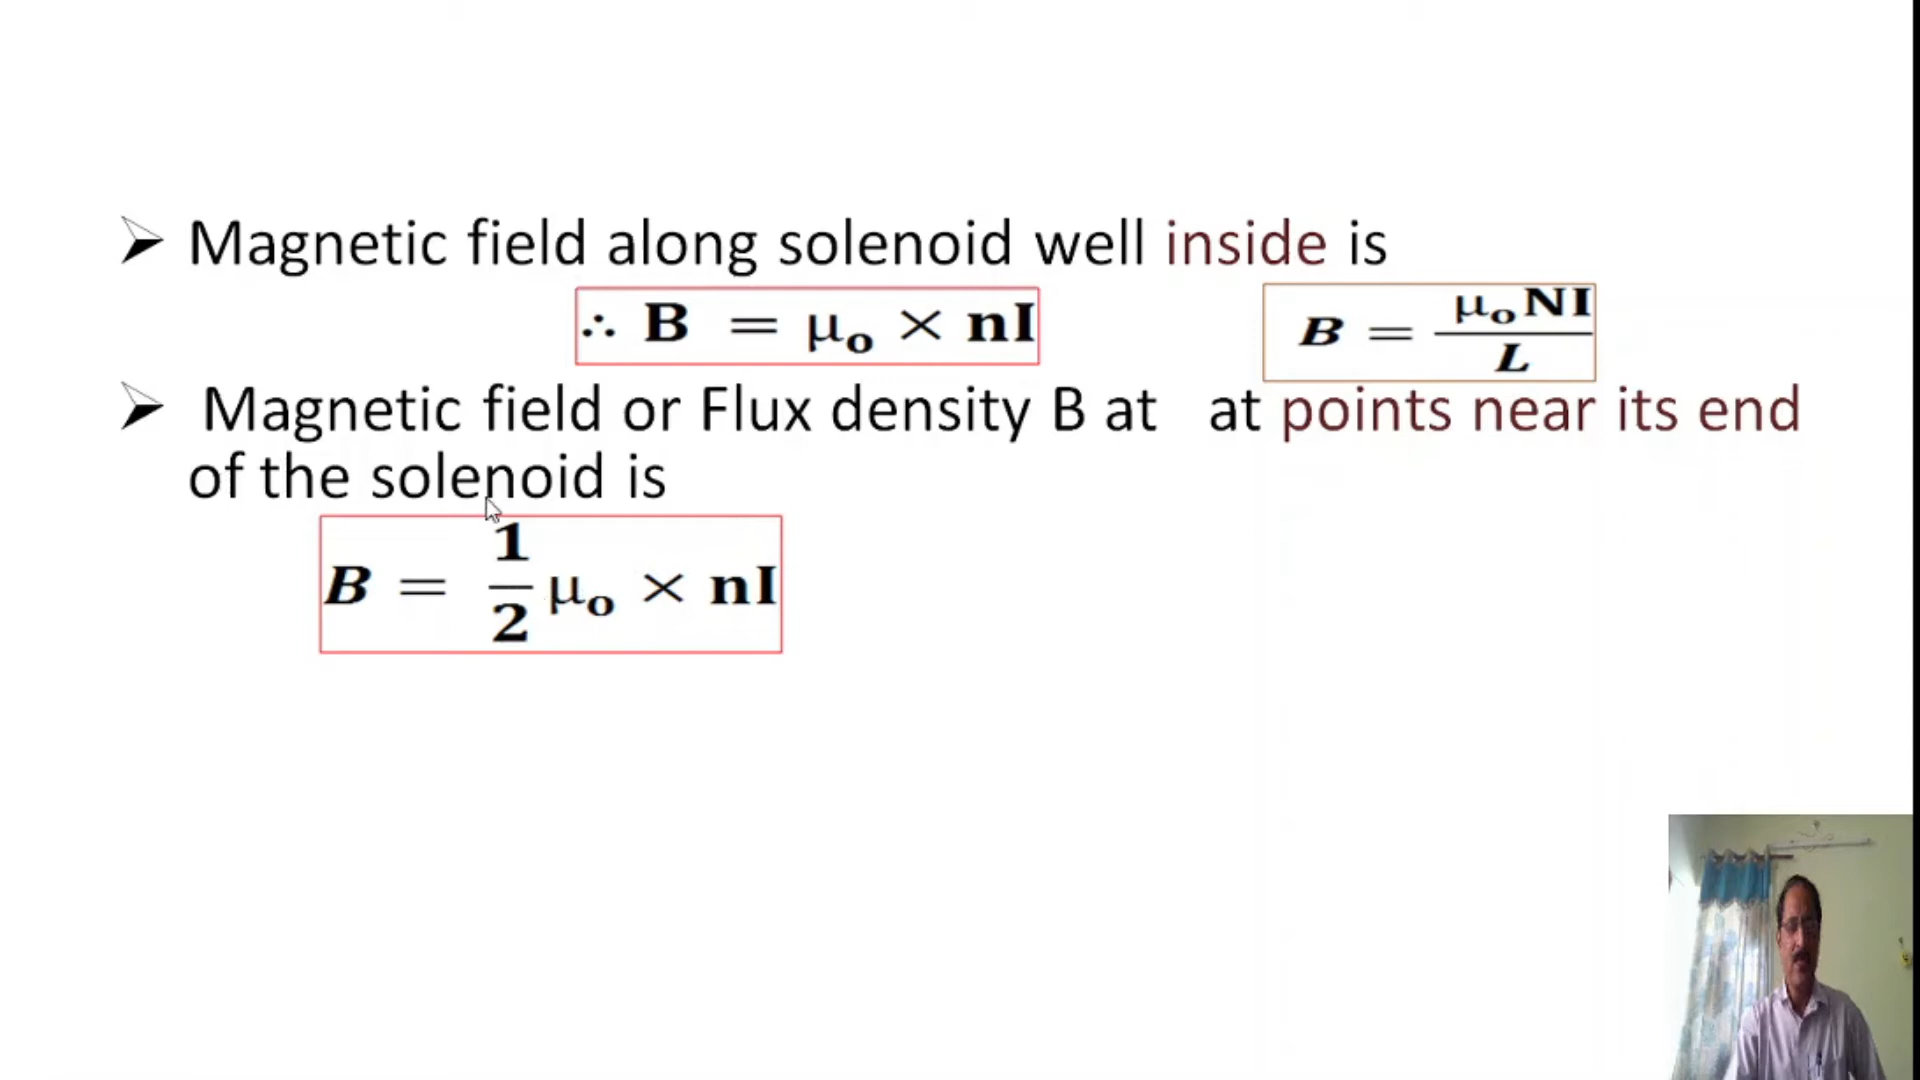 ➢ Magnetic field along solenoid well inside is
∴ B = μₒ × nI
B = μₒNI / L
➢ Magnetic field or Flux density B at at points near its end
of the solenoid is
B = 1/2 μₒ × nI